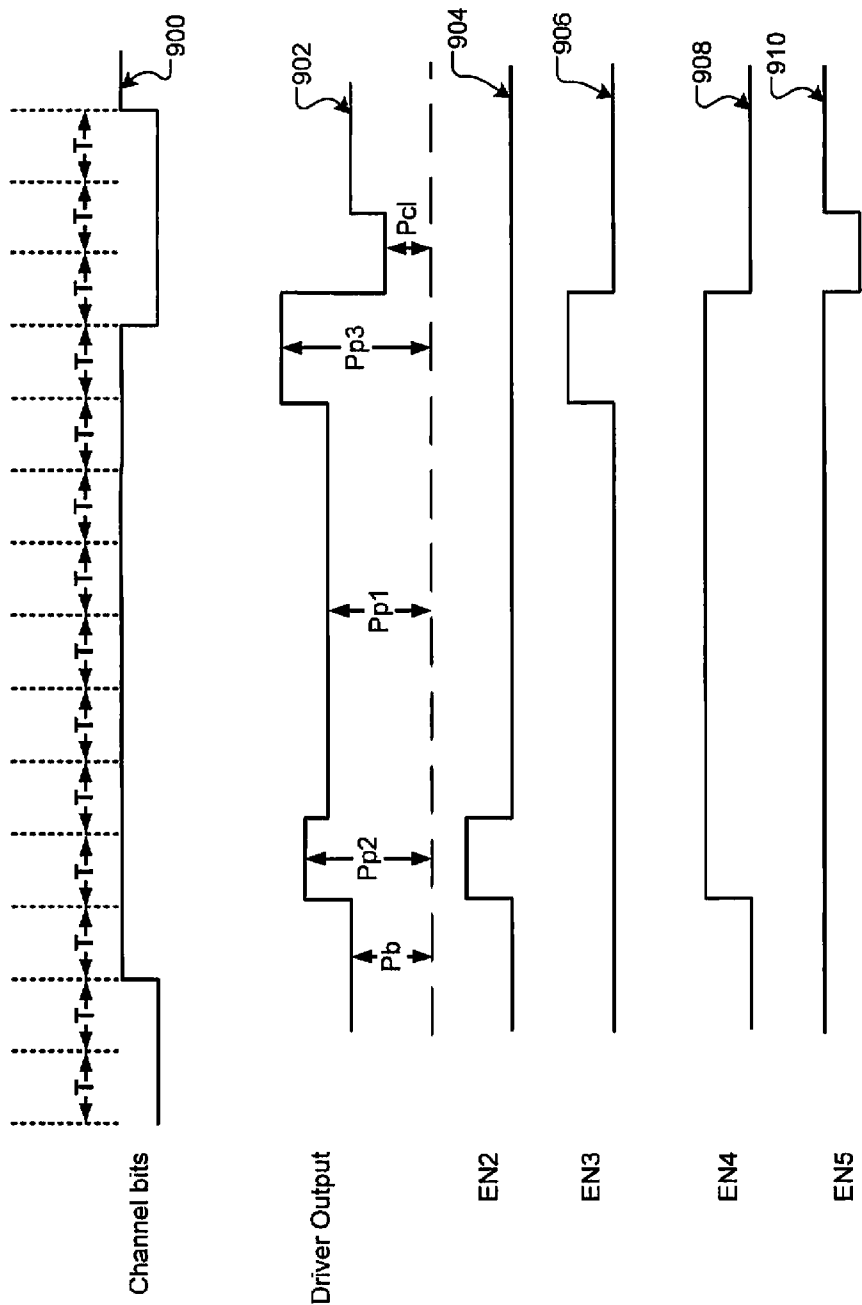 T T T T T T T T T T T T T T
Channel bits
900
Driver Output
Pb
Pp2
Pp1
Pp3
Pcl
902
EN2
904
EN3
906
EN4
908
EN5
910